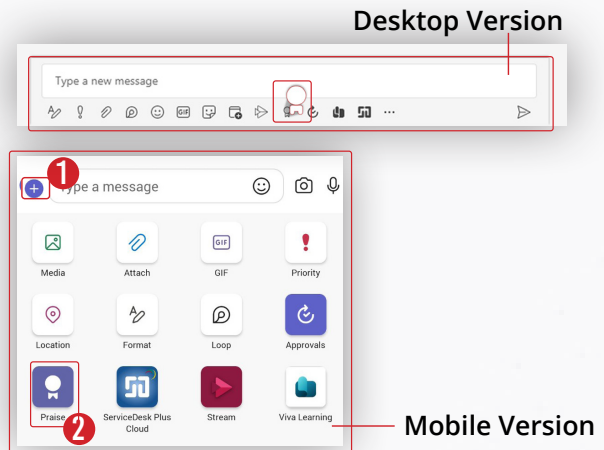 Desktop Version
Type a new message
GIF
1
Type a message
GIF
Media
Attach
GIF
Priority
Location
Format
Loop
Approvals
Praise
ServiceDesk Plus
Cloud
Stream
Viva Learning
2
Mobile Version